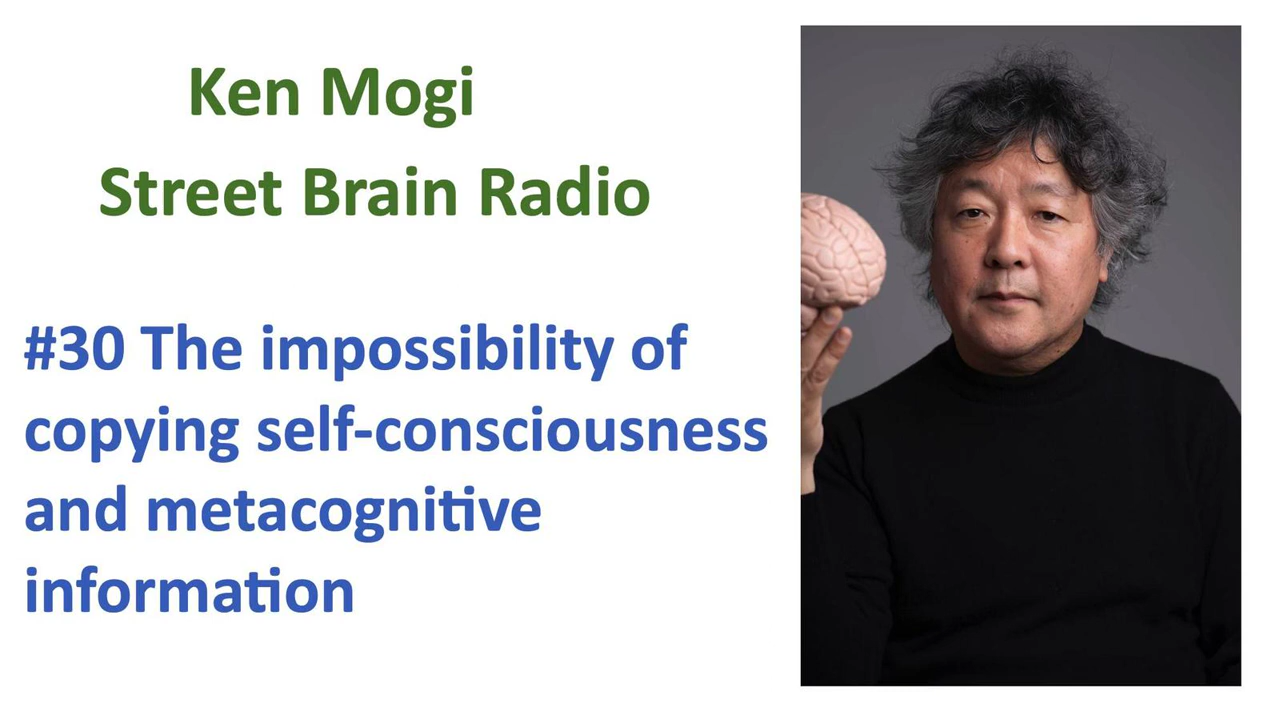 Ken Mogi
Street Brain Radio
#30 The impossibility of
copying self-consciousness
and metacognitive
information